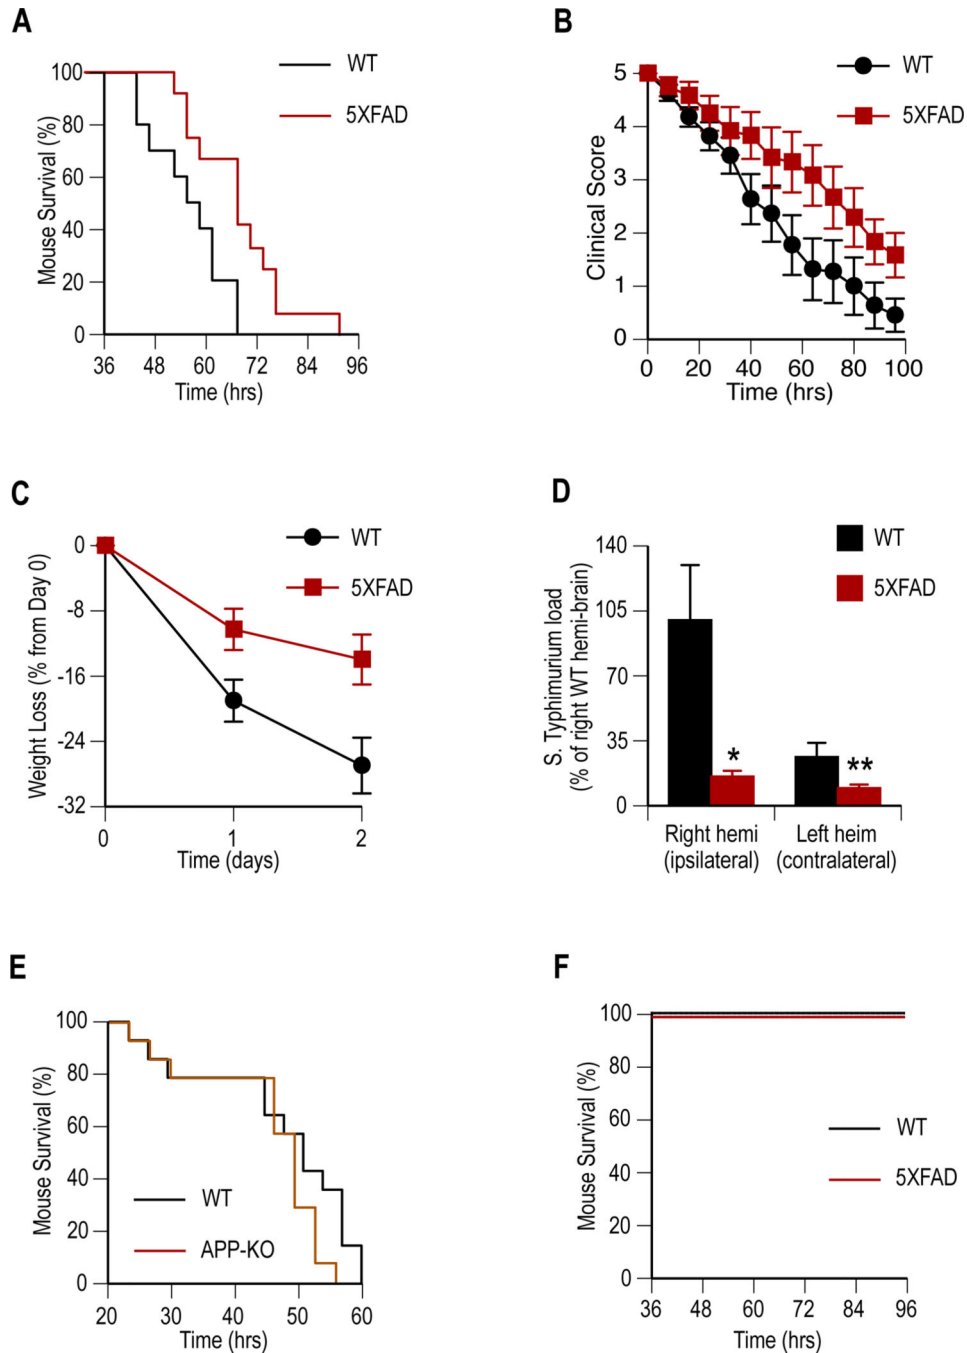 A
WT
5XFAD
Mouse Survival (%)
100
80
60
40
20
0
36 48 60 72 84 96
Time (hrs)
B
WT
5XFAD
Clinical Score
5
4
3
2
1
0
0 20 40 60 80 100
Time (hrs)
C
WT
5XFAD
Weight Loss (% from Day 0)
0
-8
-16
-24
-32
0 1 2
Time (days)
D
WT
5XFAD
S. Typhimurium load
(% of right WT hemi-brain)
140
105
70
35
0
*
**
Right hemi
(ipsilateral)
Left heim
(contralateral)
E
Mouse Survival (%)
100
80
60
40
20
0
WT
APP-KO
20 30 40 50 60
Time (hrs)
F
Mouse Survival (%)
100
80
60
40
20
0
WT
5XFAD
36 48 60 72 84 96
Time (hrs)